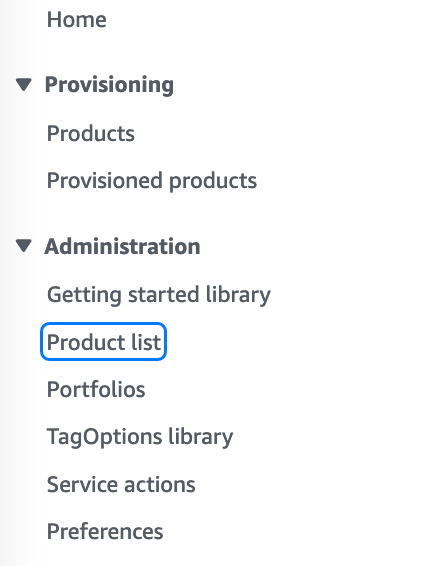 Home
Provisioning
Products
Provisioned products
Administration
Getting started library
Product list
Portfolios
TagOptions library
Service actions
Preferences